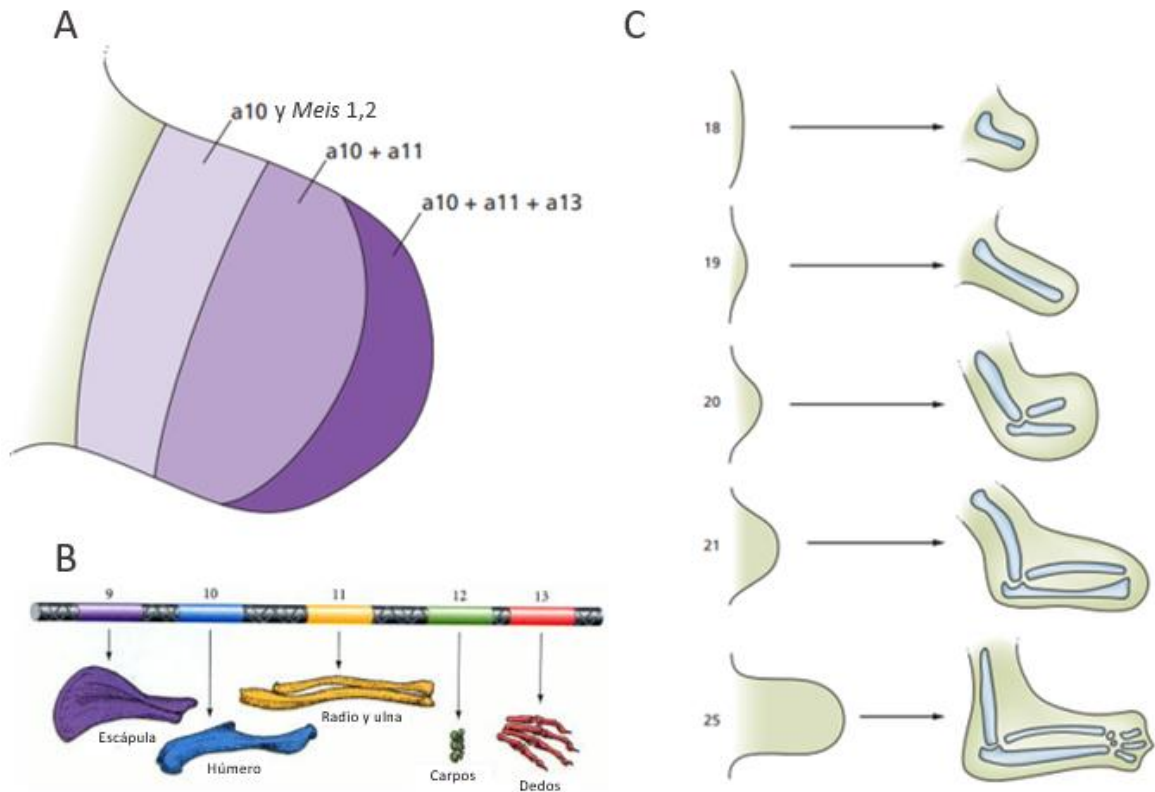 A
a10 y Meis 1,2
a10 + a11
a10 + a11 + a13
B
9 10 11 12 13
Escápula
Húmero
Radio y ulna
Carpos
Dedos
C
18
19
20
21
25